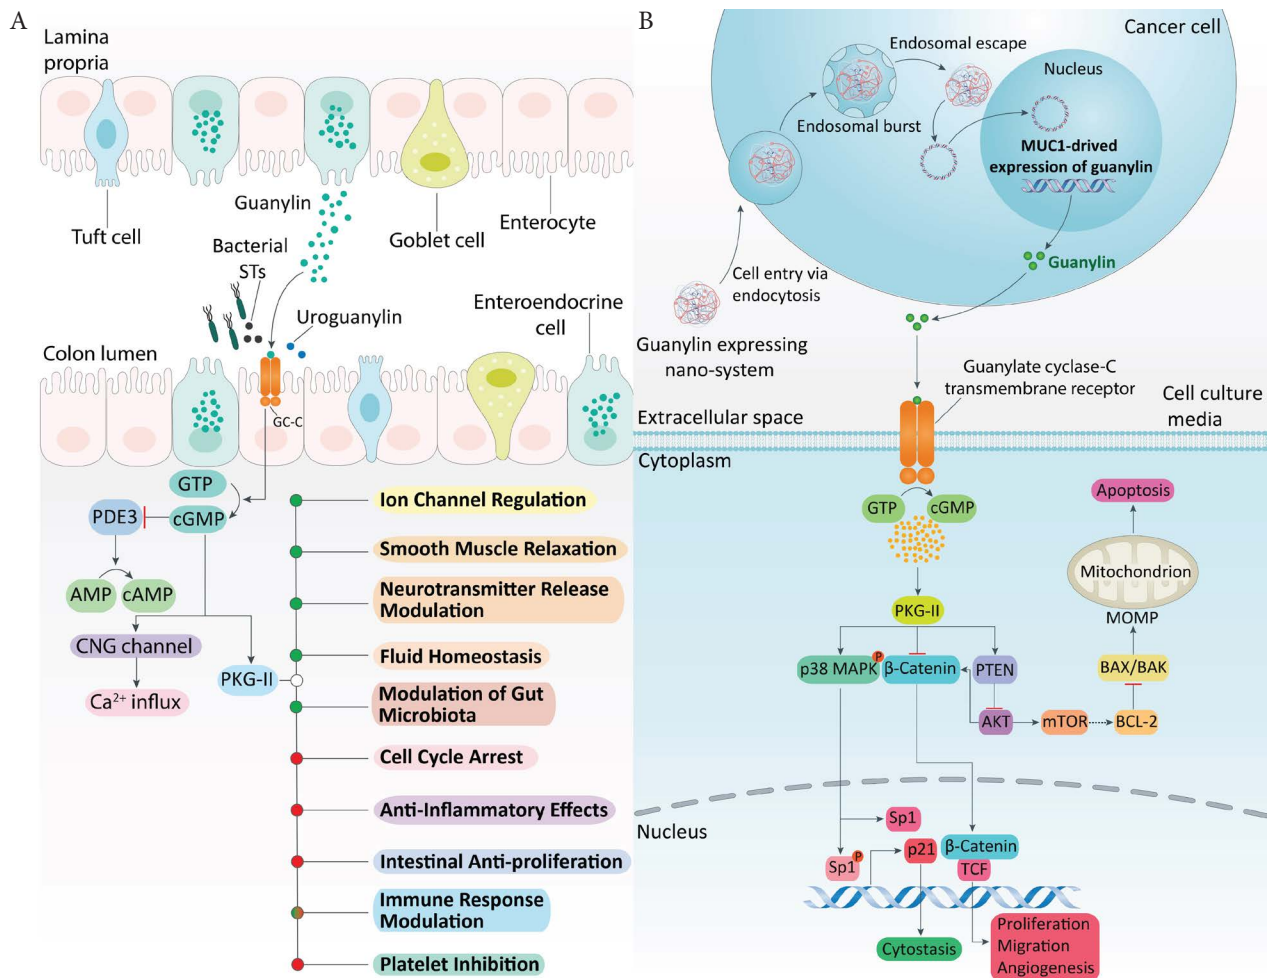 A
Lamina
propria
Tuft cell
Guanylin
Goblet cell
Enterocyte
Bacterial
STs
Uroguanylin
Enteroendocrine
cell
Colon lumen
GC-C
GTP
PDE3
cGMP
AMP
cAMP
CNG channel
PKG-II
Ca²⁺ influx
Ion Channel Regulation
Smooth Muscle Relaxation
Neurotransmitter Release
Modulation
Fluid Homeostasis
Modulation of Gut
Microbiota
Cell Cycle Arrest
Anti-Inflammatory Effects
Intestinal Anti-proliferation
Immune Response
Modulation
Platelet Inhibition
B
Cancer cell
Endosomal escape
Nucleus
Endosomal burst
MUC1-drived
expression of guanylin
Guanylin
Cell entry via
endocytosis
Guanylin expressing
nano-system
Guanylate cyclase-C
transmembrane receptor
Extracellular space
Cell culture
media
Cytoplasm
GTP
cGMP
Apoptosis
Mitochondrion
MOMP
PKG-II
p38 MAPK
P
β-Catenin
PTEN
BAX/BAK
AKT
mTOR
BCL-2
Nucleus
Sp1
Sp1
P
p21
β-Catenin
TCF
Cytostasis
Proliferation
Migration
Angiogenesis